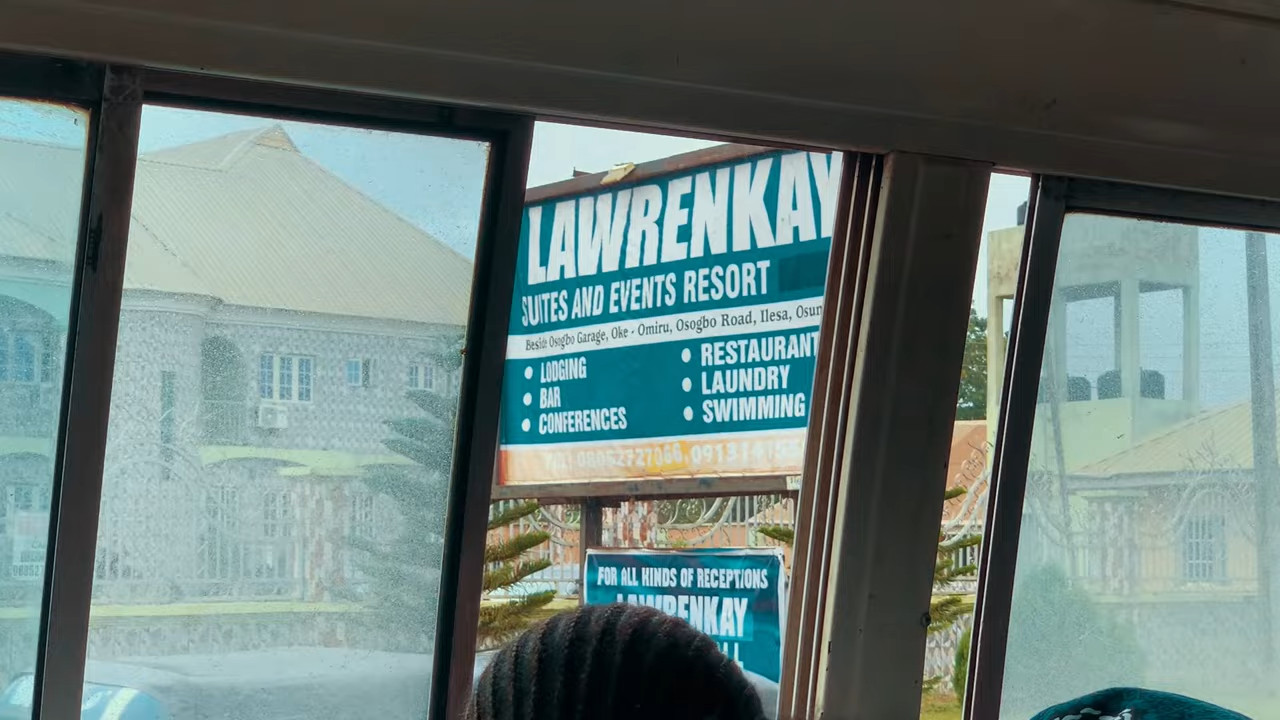 LAWRENKAY
SUITES AND EVENTS RESORT
Beside Osogbo Garage, Oke - Omiru, Osogbo Road, Ilesa, Osun
• LODGING
• BAR
• CONFERENCES
• RESTAURANT
• LAUNDRY
• SWIMMING
FOR ALL KINDS OF RECEPTIONS
LAWRENKAY